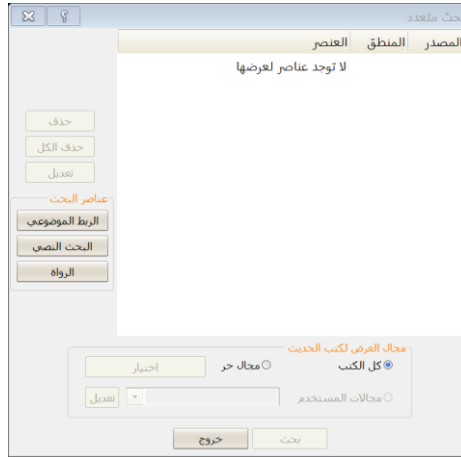 بحث متعدد
المصدر المنطق العنصر
لا توجد عناصر لعرضها
حذف
حذف الكل
تعديل
عناصر البحث
الربط الموضوعي
البحث النصي
الرواة
مجال العرض لكتب الحديث
كل الكتب مجال حر اختيار
مجالات المستخدم تعديل
بحث خروج